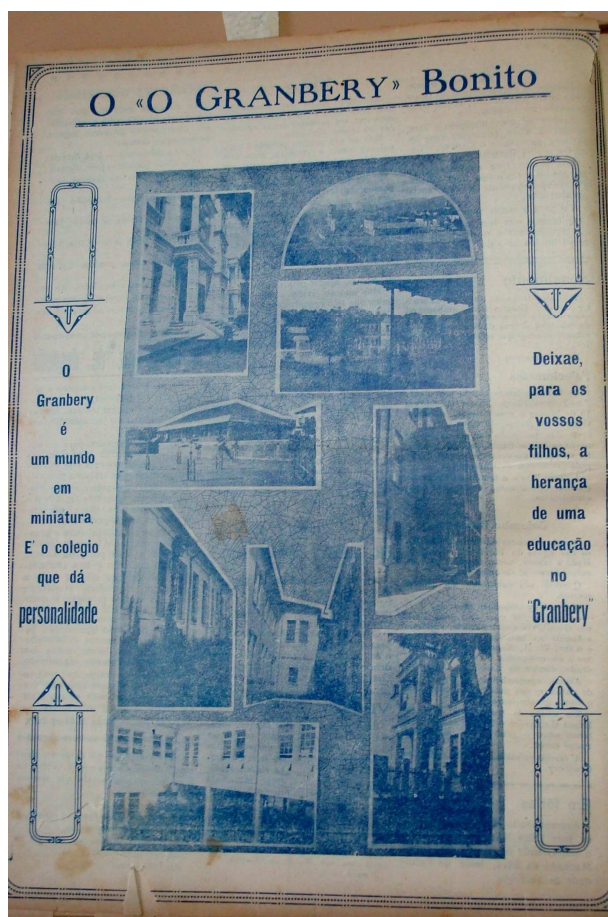 O «O GRANBERY» Bonito
O
Granbery
é
um mundo
em
miniatura.
E' o colegio
que dá
personalidade
Deixae,
para os
vossos
filhos, a
herança
de uma
educação
no
"Granbery"